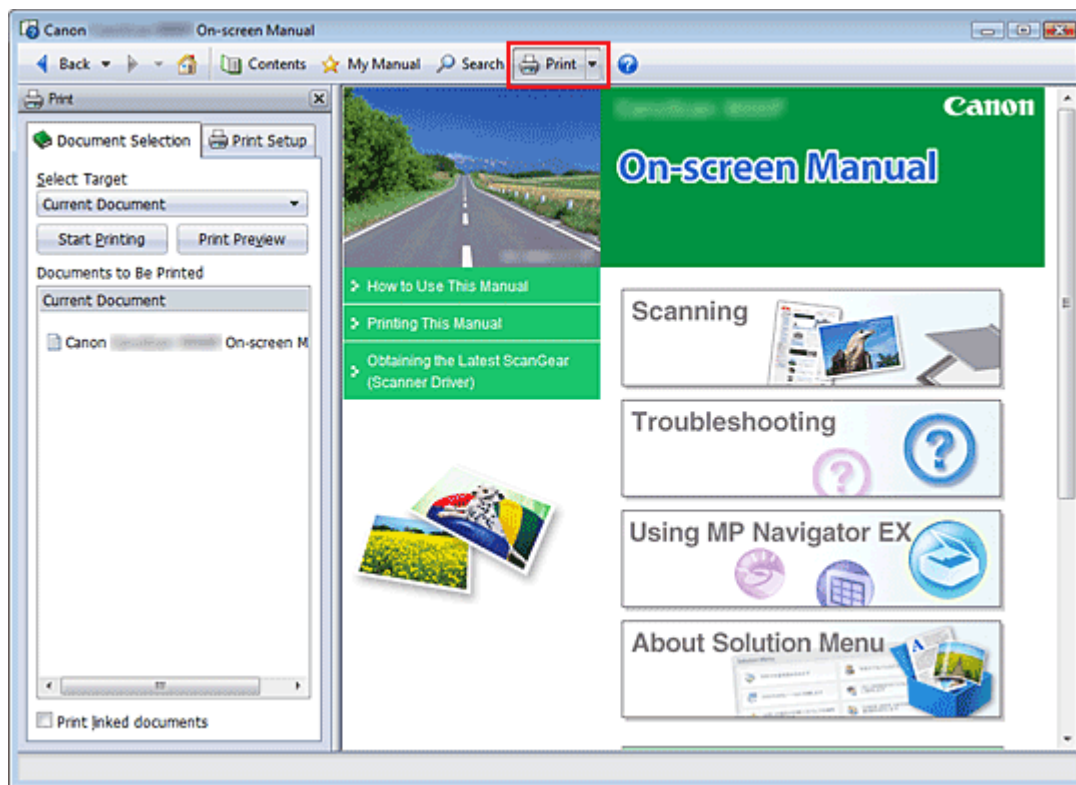 Canon On-screen Manual
Back Contents My Manual Search Print
Print
Document Selection Print Setup
Select Target
Current Document
Start Printing Print Preview
Documents to Be Printed
Current Document
Canon On-screen M
Print linked documents
Canon
On-screen Manual
How to Use This Manual
Printing This Manual
Obtaining the Latest ScanGear
(Scanner Driver)
Scanning
Troubleshooting
Using MP Navigator EX
About Solution Menu